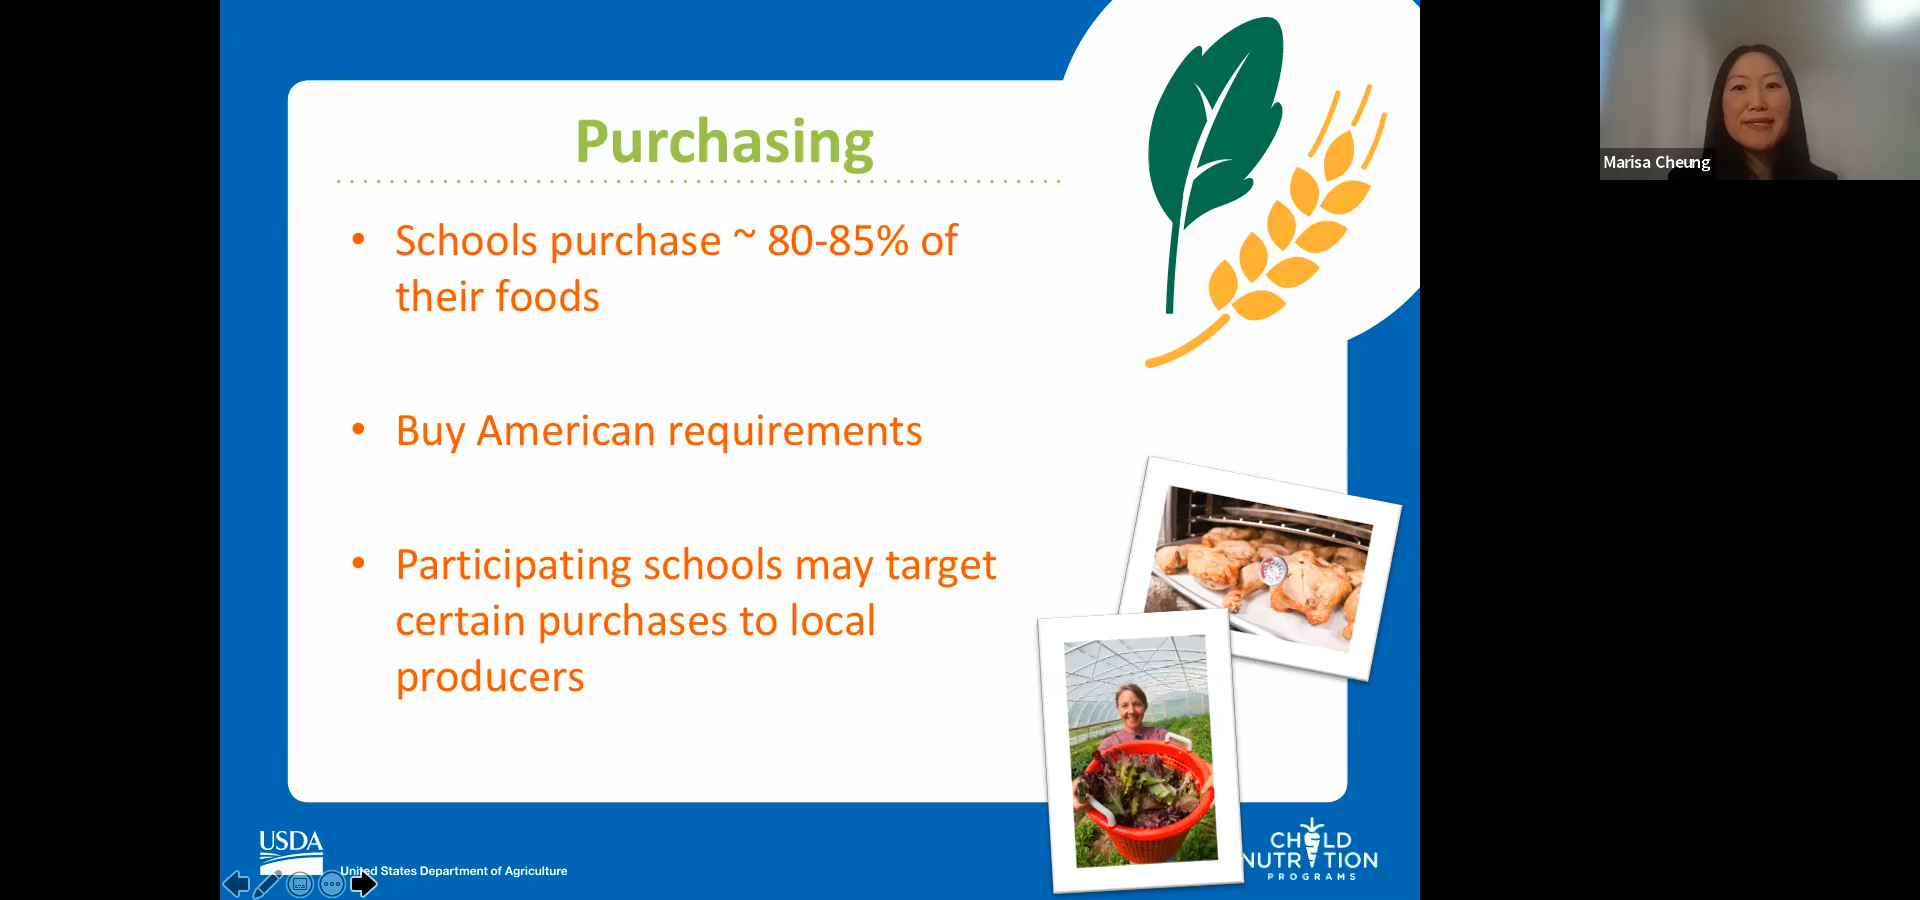 Purchasing
• Schools purchase ~ 80-85% of
their foods
• Buy American requirements
• Participating schools may target
certain purchases to local
producers
Marisa Cheung
USDA
United States Department of Agriculture
CHILD
NUTRITION
PROGRAMS